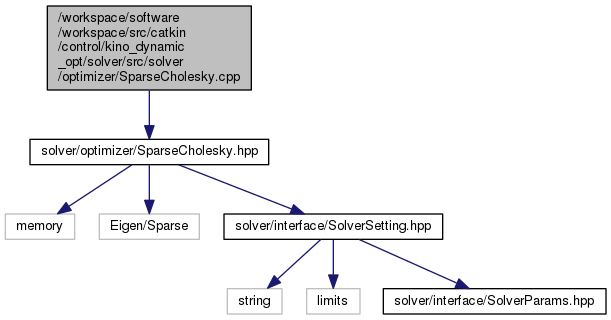 /workspace/software
/workspace/src/catkin
/control/kino_dynamic
_opt/solver/src/solver
/optimizer/SparseCholesky.cpp
solver/optimizer/SparseCholesky.hpp
memory
Eigen/Sparse
solver/interface/SolverSetting.hpp
string
limits
solver/interface/SolverParams.hpp